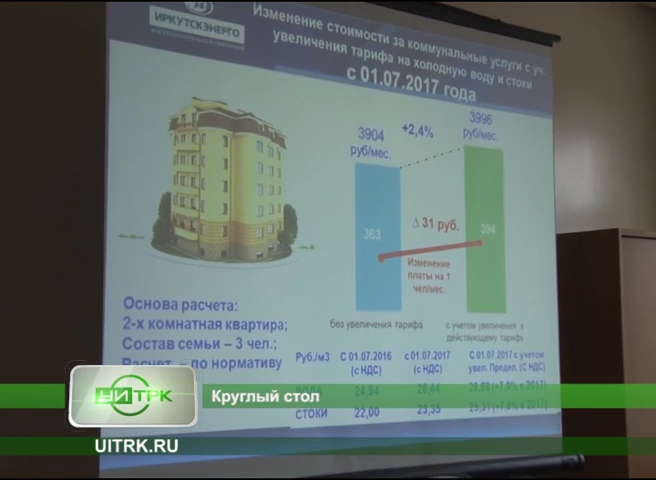 ИРКУТСКЭНЕРГО
Изменение стоимости за коммунальные услуги с уч.
увеличения тарифа на холодную воду и стоки
с 01.07.2017 года
3904
руб/мес.
+2,4%
3996
руб/мес.
363
Δ 31 руб.
394
Изменение
платы на 1
чел/мес.
без увеличения тарифа
с учетом увеличения к
действующему тарифу
Основа расчета:
2-х комнатная квартира;
Состав семьи – 3 чел.;
Расчет – по нормативу
Руб./м3
С 01.07.2016
(с НДС)
с 01.07.2017
(с НДС)
С 01.07.2017 с учетом
увел. Предел. (С НДС)
24,94
26,44
СТОКИ
22,00
23,35
УИТРК
Круглый стол
UITRK.RU